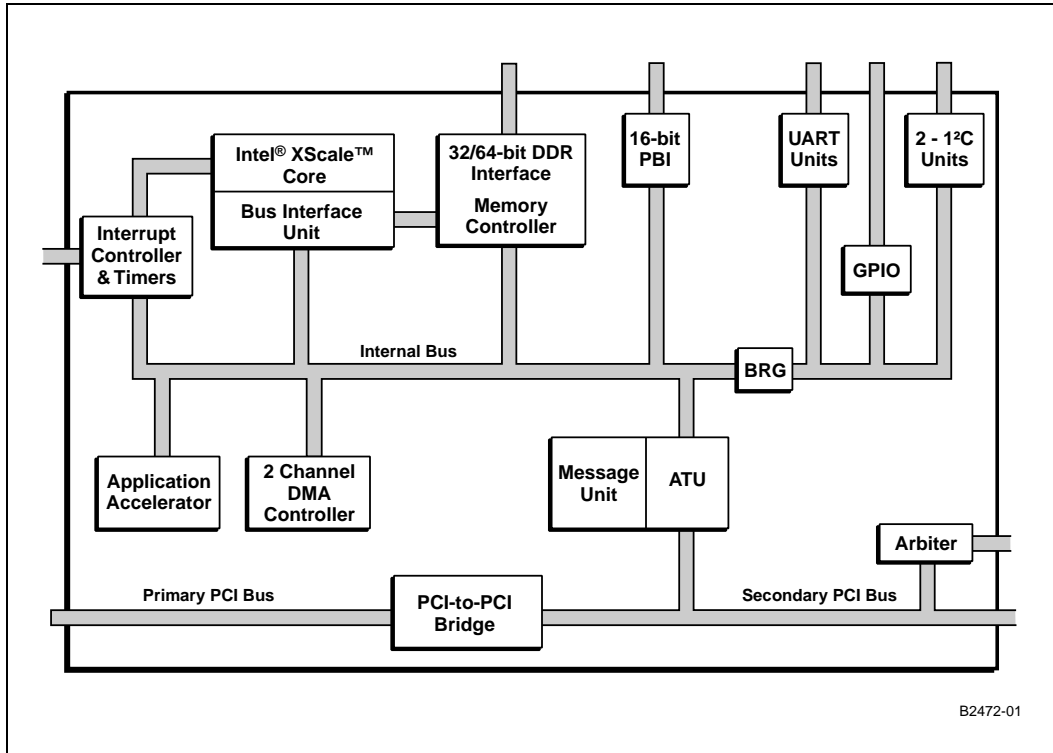 Intel® XScale™
Core
Bus Interface
Unit
32/64-bit DDR
Interface
Memory
Controller
16-bit
PBI
UART
Units
2 - 1²C
Units
Interrupt
Controller
& Timers
GPIO
Internal Bus
BRG
Application
Accelerator
2 Channel
DMA
Controller
Message
Unit
ATU
Arbiter
Primary PCI Bus
PCI-to-PCI
Bridge
Secondary PCI Bus
B2472-01